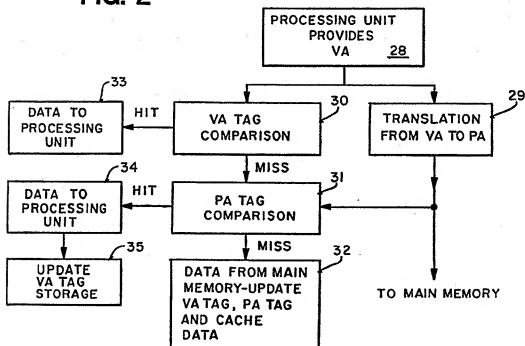 FIG. 2
PROCESSING UNIT
PROVIDES
VA 28
33
DATA TO
PROCESSING
UNIT
HIT
30
VA TAG
COMPARISON
29
TRANSLATION
FROM VA TO PA
MISS
34
DATA TO
PROCESSING
UNIT
HIT
31
PA TAG
COMPARISON
MISS
35
UPDATE
VA TAG
STORAGE
32
DATA FROM MAIN
MEMORY-UPDATE
VA TAG, PA TAG
AND CACHE
DATA
TO MAIN MEMORY